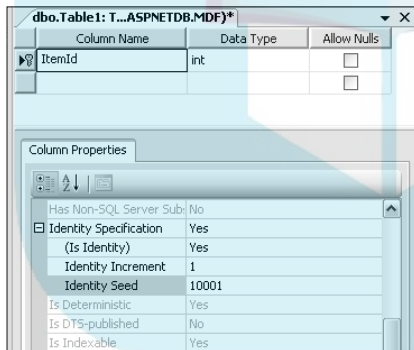 dbo.Table1: T...ASPNETDB.MDF)*
Column Name Data Type Allow Nulls
ItemId int
Column Properties
Has Non-SQL Server Sub: No
Identity Specification Yes
(Is Identity) Yes
Identity Increment 1
Identity Seed 10001
Is Deterministic Yes
Is DTS-published No
Is Indexable Yes